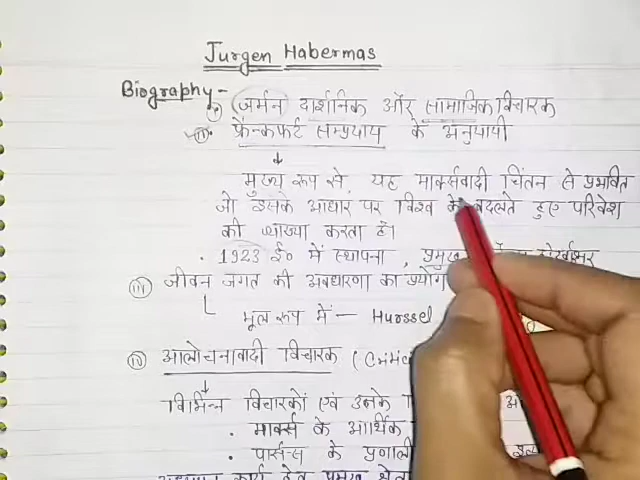 Jurgen Habermas
Biography -
(i) जर्मन दार्शनिक और सामाजिक विचारक
(ii) फ्रैन्कफर्ट सम्प्रदाय के अनुयायी
मुख्य रूप से यह मार्क्सवादी चिंतन से प्रभावित
जो इसके आधार पर विश्व के बदलते हुए परिवेश
की व्याख्या करता है।
. 1923 ई० में स्थापना, प्रमुख
(iii) जीवन जगत की अवधारणा का प्रयोग
मूल रूप में — Hurssel
(iv) आलोचनावादी विचारक
विभिन्न विचारकों एवं उनके
. मार्क्स के आर्थिक
. पार्सन्स के प्रणाली